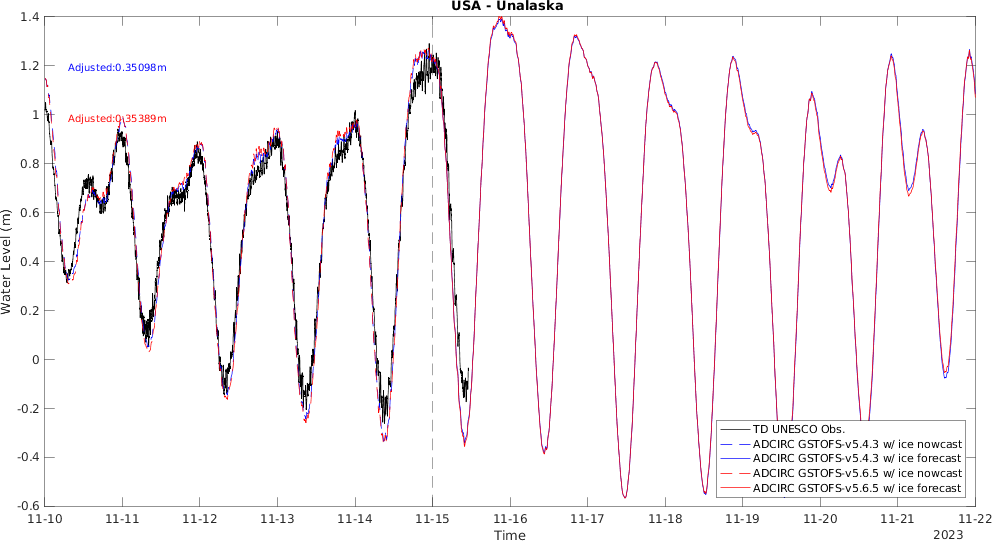 USA - Unalaska
1.4
1.2
1
0.8
0.6
0.4
0.2
0
-0.2
-0.4
-0.6
Water Level (m)
Adjusted:0.35098m
Adjusted:0.35389m
TD UNESCO Obs.
ADCIRC GSTOFS-v5.4.3 w/ ice nowcast
ADCIRC GSTOFS-v5.4.3 w/ ice forecast
ADCIRC GSTOFS-v5.6.5 w/ ice nowcast
ADCIRC GSTOFS-v5.6.5 w/ ice forecast
11-10 11-11 11-12 11-13 11-14 11-15 11-16 11-17 11-18 11-19 11-20 11-21 11-22
Time
2023